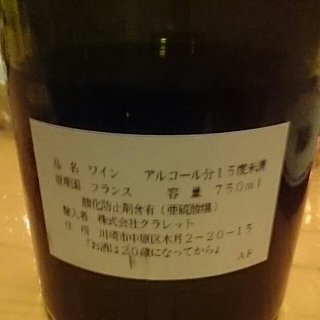 品 名 ワイン アルコール分15度未満
原産国 フランス 容 量 750ml
酸化防止剤含有(亜硫酸塩)
輸入者 株式会社クラレット
住 所 川崎市中原区木月2-20-15
『お酒は20歳になってから』 AF